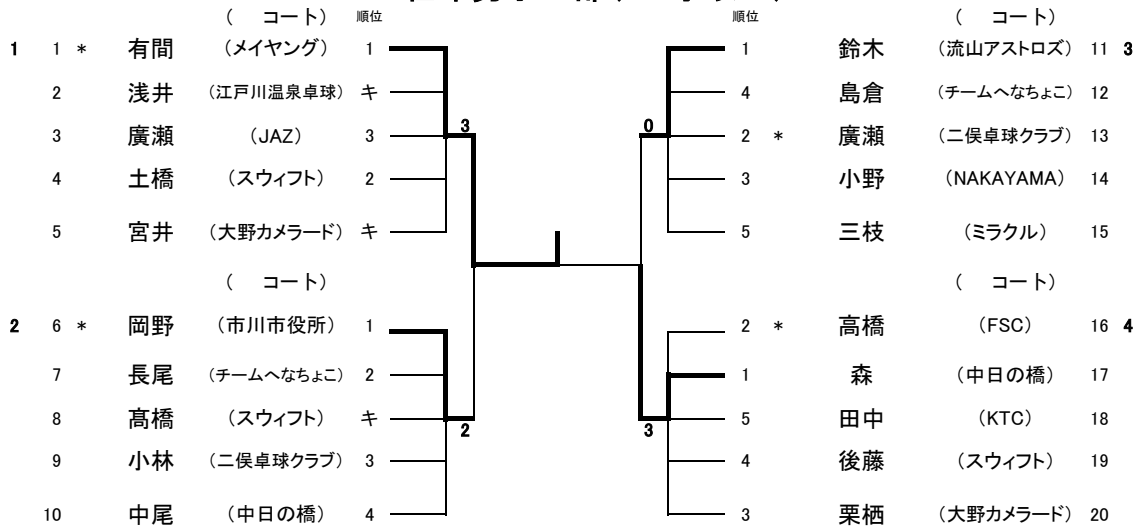 ( コート) 順位
1 1 * 有間 (メイヤング) 1
2 浅井 (江戸川温泉卓球) キ
3 廣瀬 (JAZ) 3
4 土橋 (スウィフト) 2
5 宮井 (大野カメラード) キ
3
( コート)
2 6 * 岡野 (市川市役所) 1
7 長尾 (チームへなちょこ) 2
8 髙橋 (スウィフト) キ
9 小林 (二俣卓球クラブ) 3
10 中尾 (中日の橋) 4
2
順位 ( コート)
1 鈴木 (流山アストロズ) 11 3
4 島倉 (チームへなちょこ) 12
2 * 廣瀬 (二俣卓球クラブ) 13
3 小野 (NAKAYAMA) 14
5 三枝 (ミラクル) 15
0
( コート)
2 * 高橋 (FSC) 16 4
1 森 (中日の橋) 17
5 田中 (KTC) 18
4 後藤 (スウィフト) 19
3 栗栖 (大野カメラード) 20
3